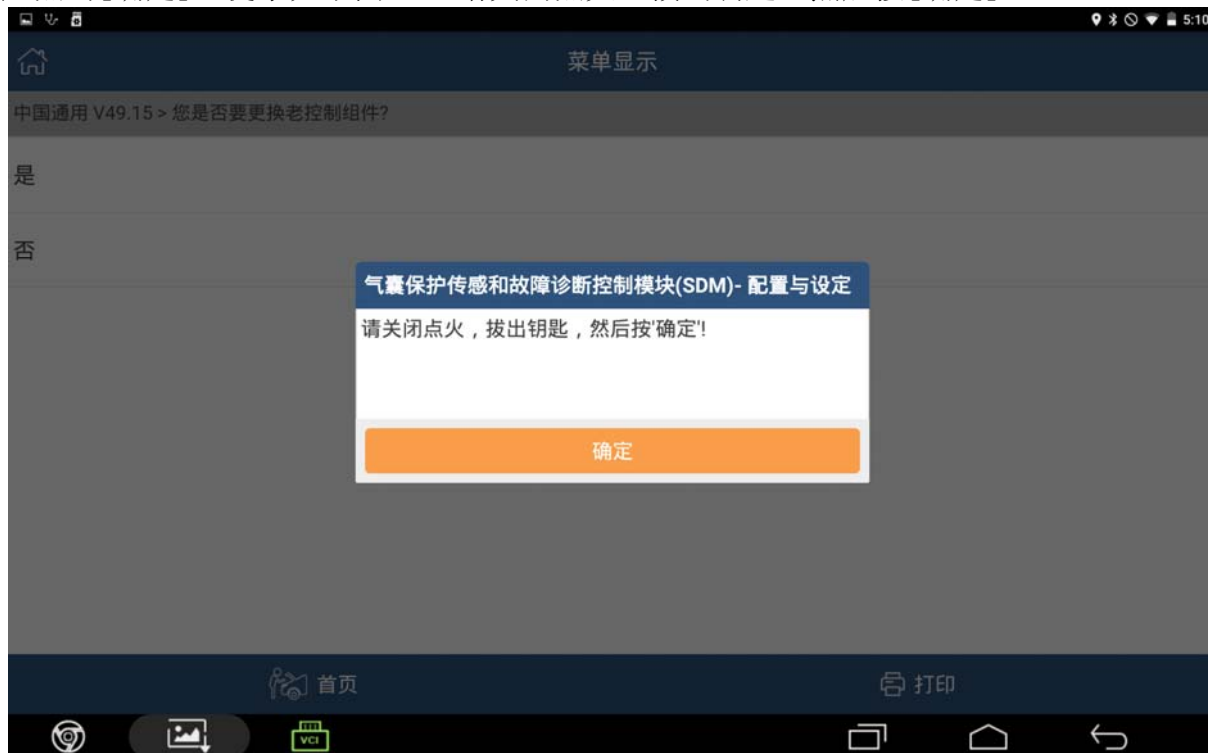 5:10
菜单显示
中国通用 V49.15 > 您是否要更换老控制组件?
是
否
气囊保护传感和故障诊断控制模块(SDM)- 配置与设定
请关闭点火，拔出钥匙，然后按'确定'!
确定
首页
打印
VCI